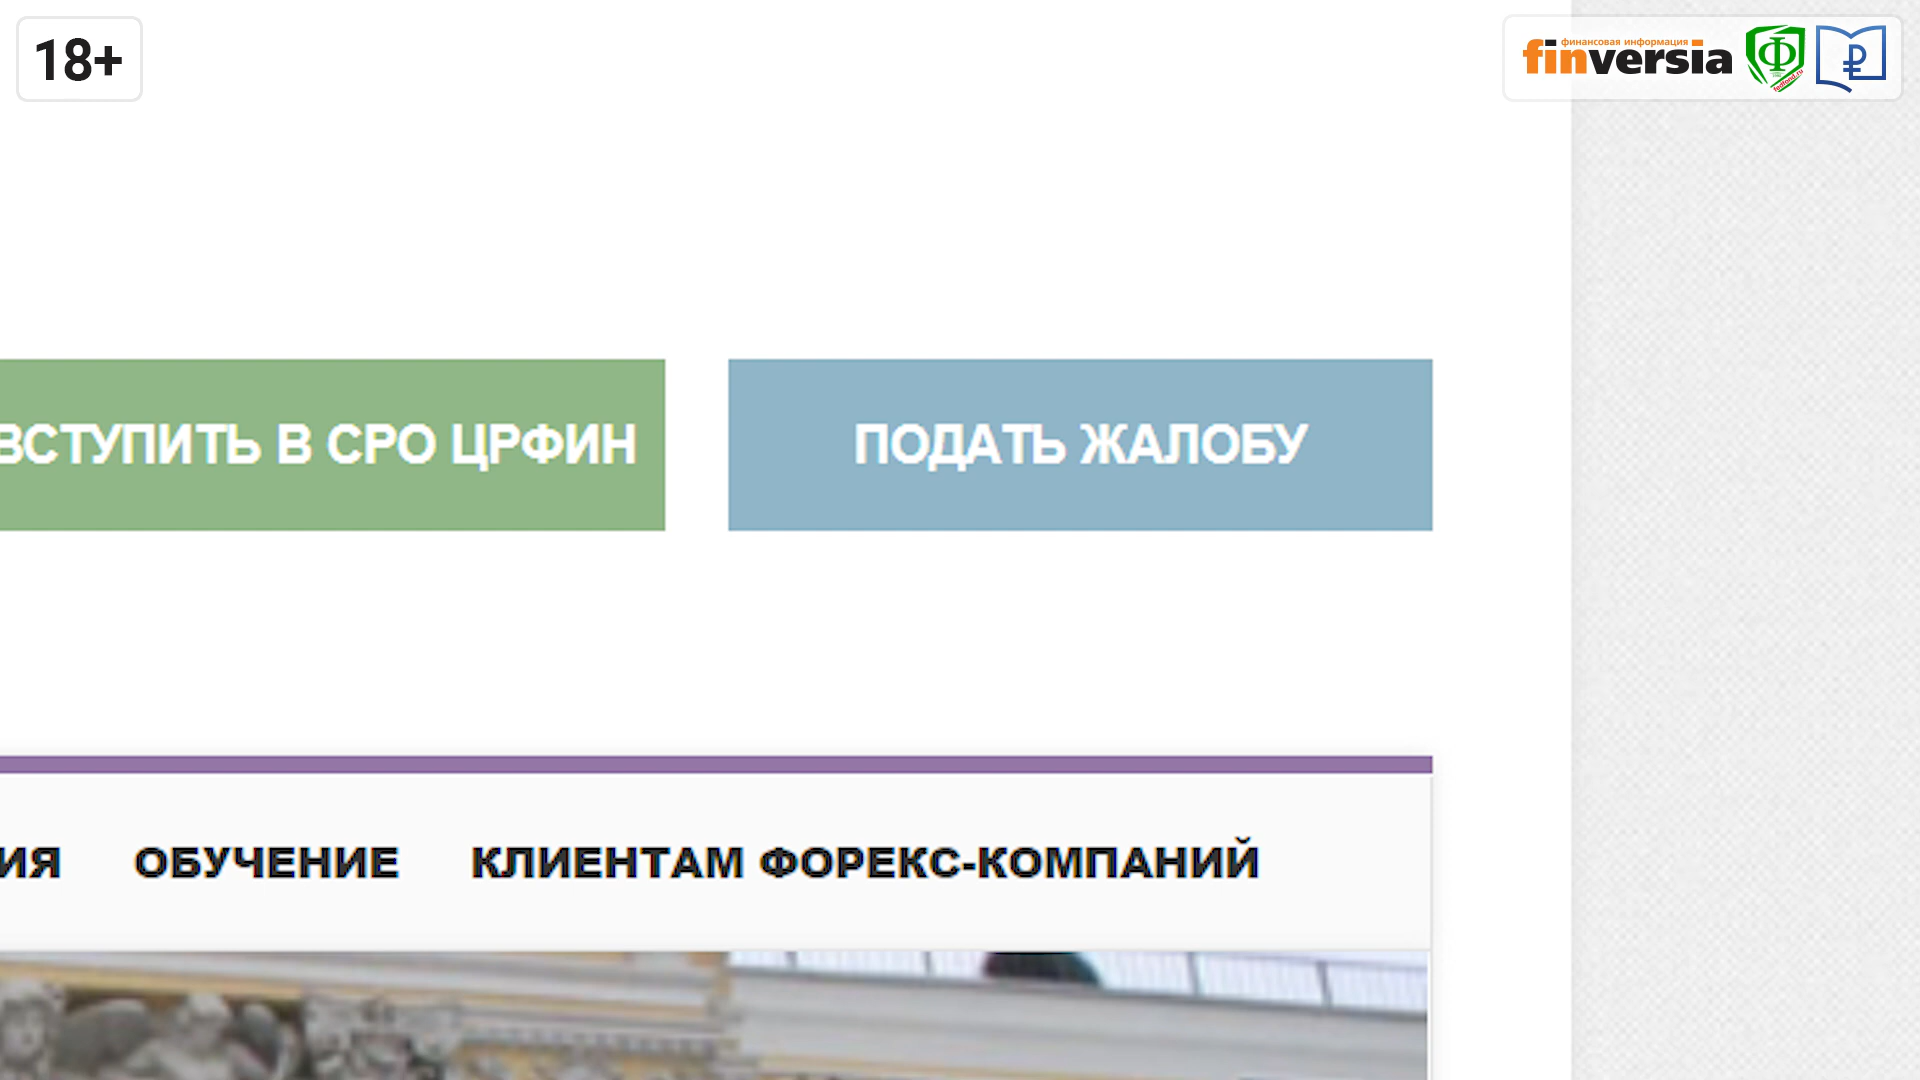 18+
финансовая информация
finversia
ВСТУПИТЬ В СРО ЦРФИН
ПОДАТЬ ЖАЛОБУ
ИЯ
ОБУЧЕНИЕ
КЛИЕНТАМ ФОРЕКС-КОМПАНИЙ